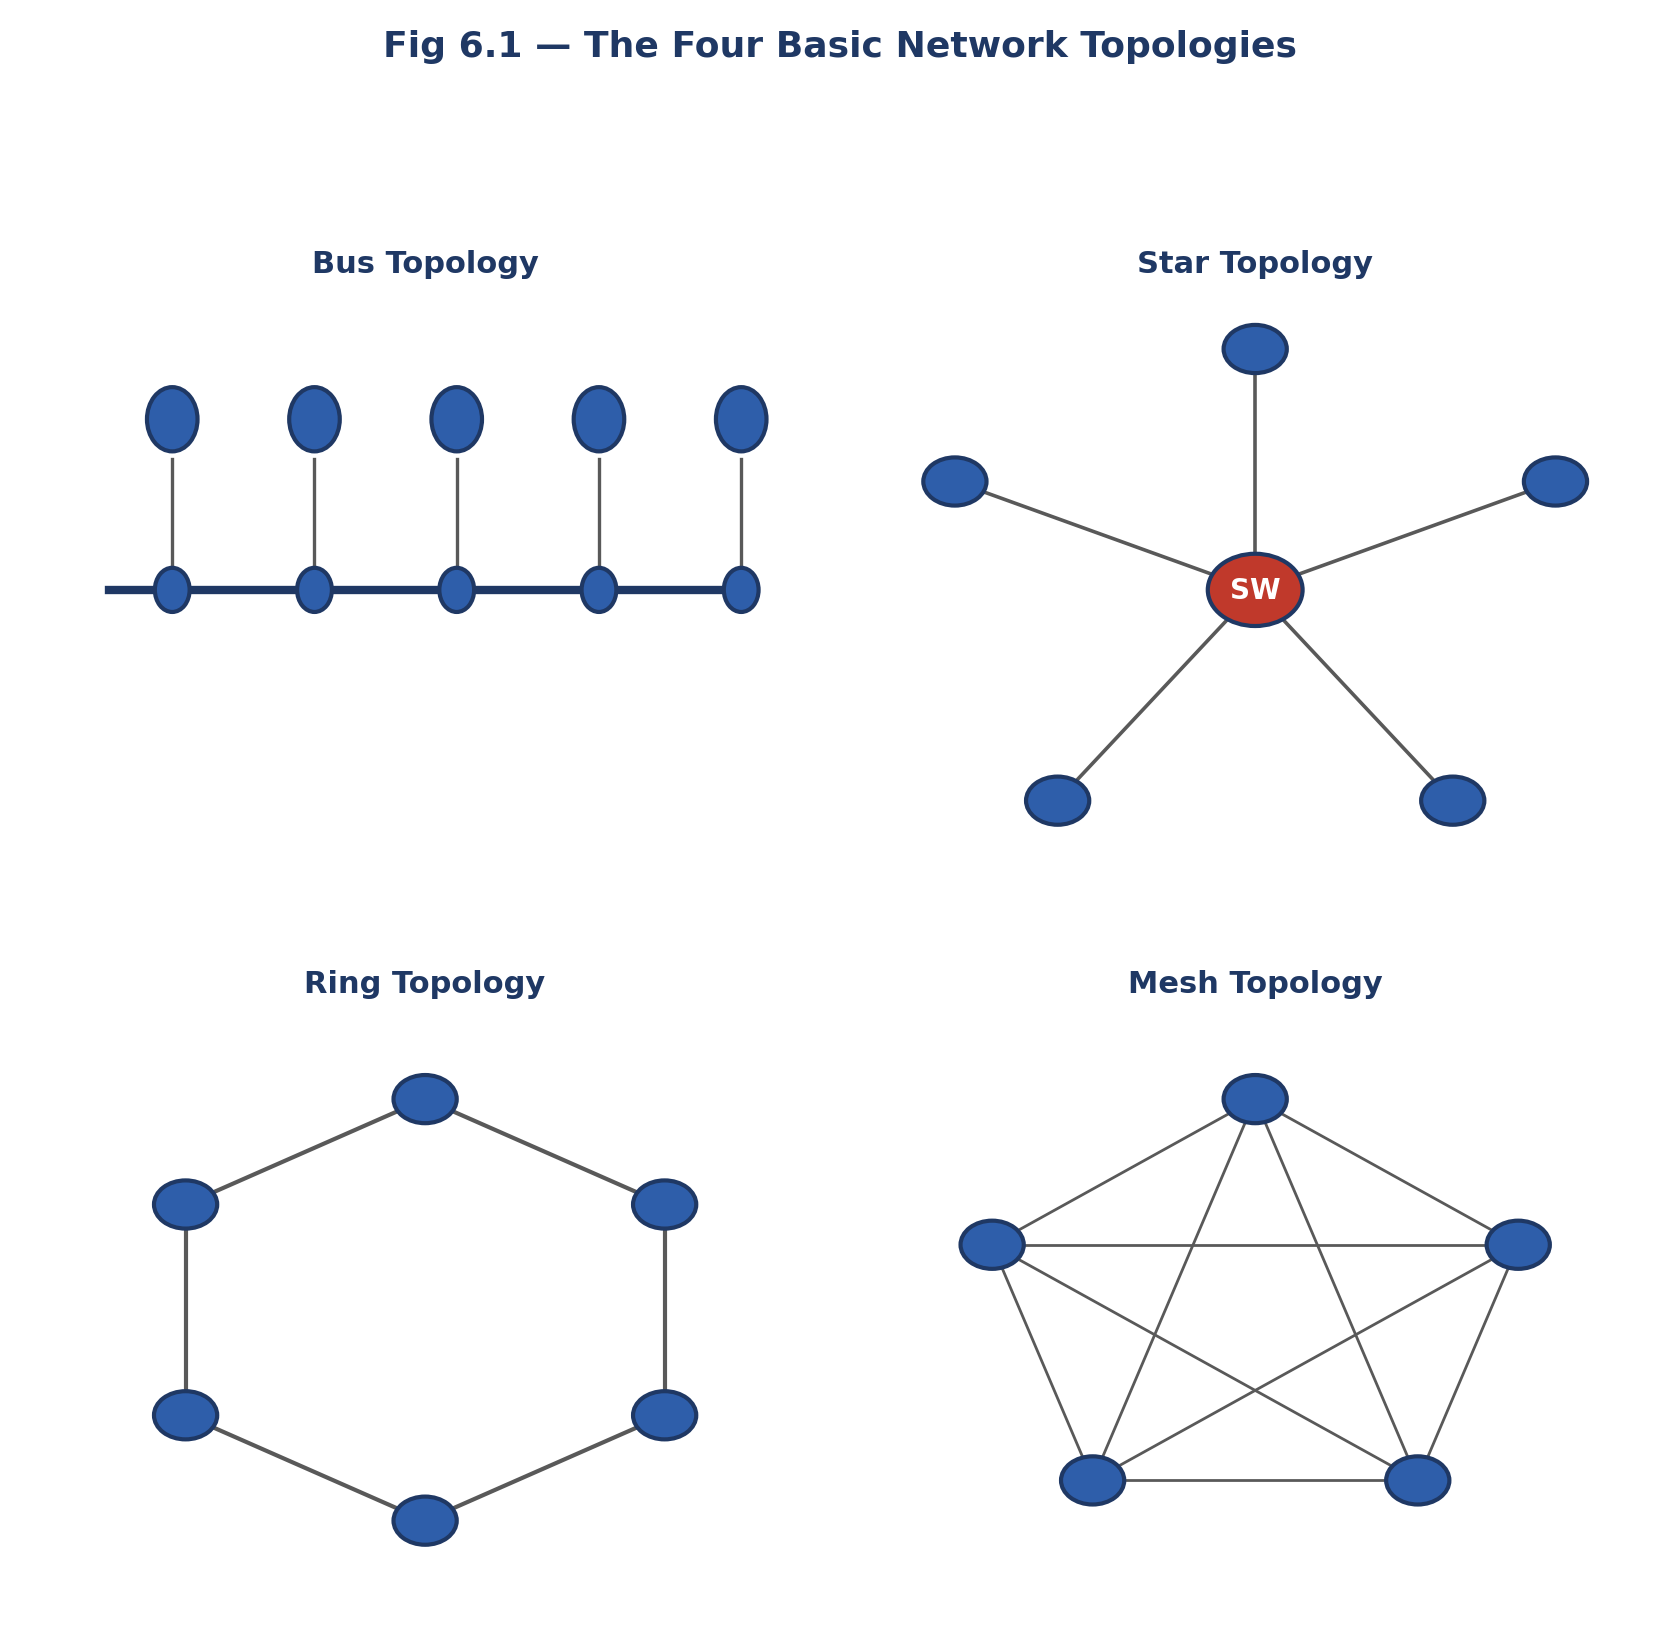 Fig 6.1 — The Four Basic Network Topologies
Bus Topology
Star Topology
SW
Ring Topology
Mesh Topology